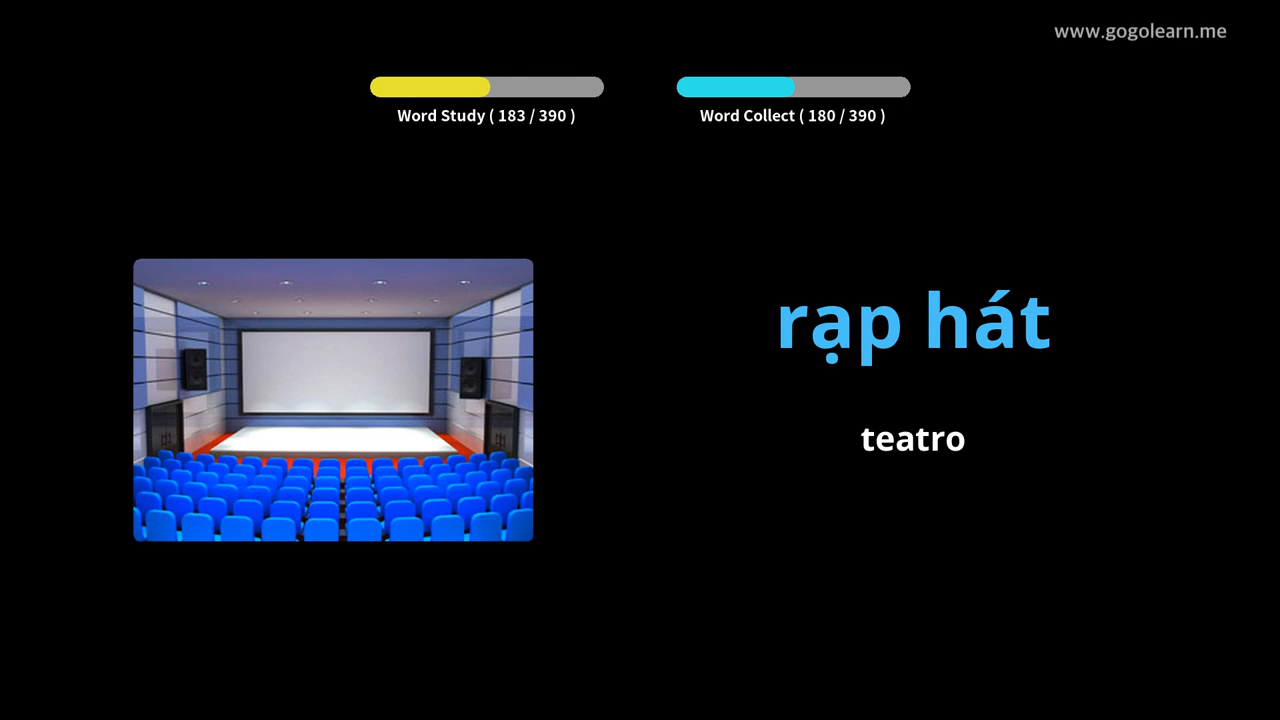 www.gogolearn.me
Word Study ( 183 / 390 )
Word Collect ( 180 / 390 )
rạp hát
teatro